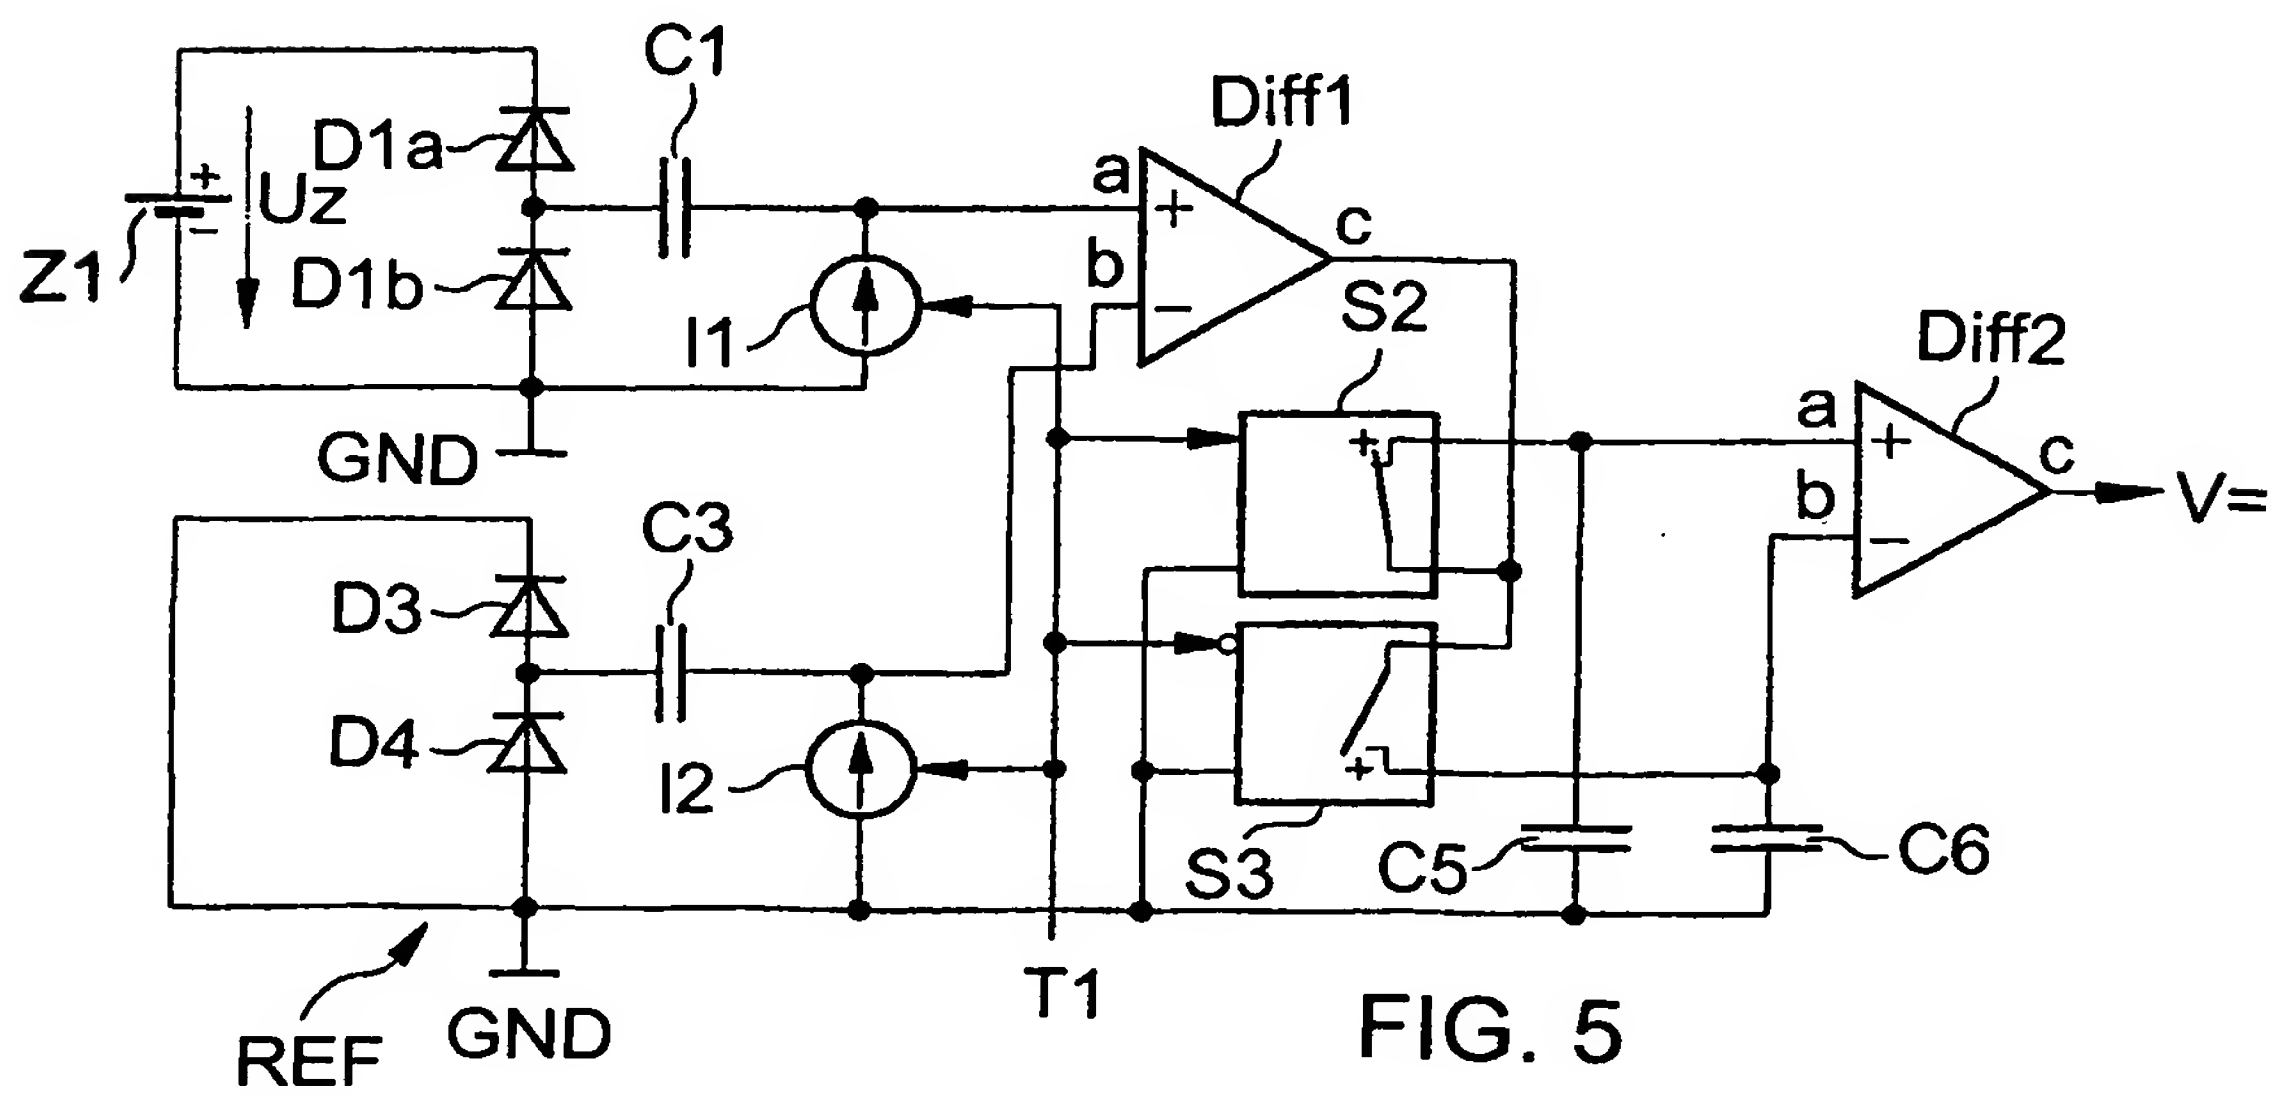 C1
Diff1
D1a
a
+
+
Uz
c
-
b
Z1
D1b
-
S2
I1
Diff2
a
+
+
GND
c
b
V=
C3
-
D3
D4
I2
+
C5
C6
S3
T1
GND
REF
FIG. 5